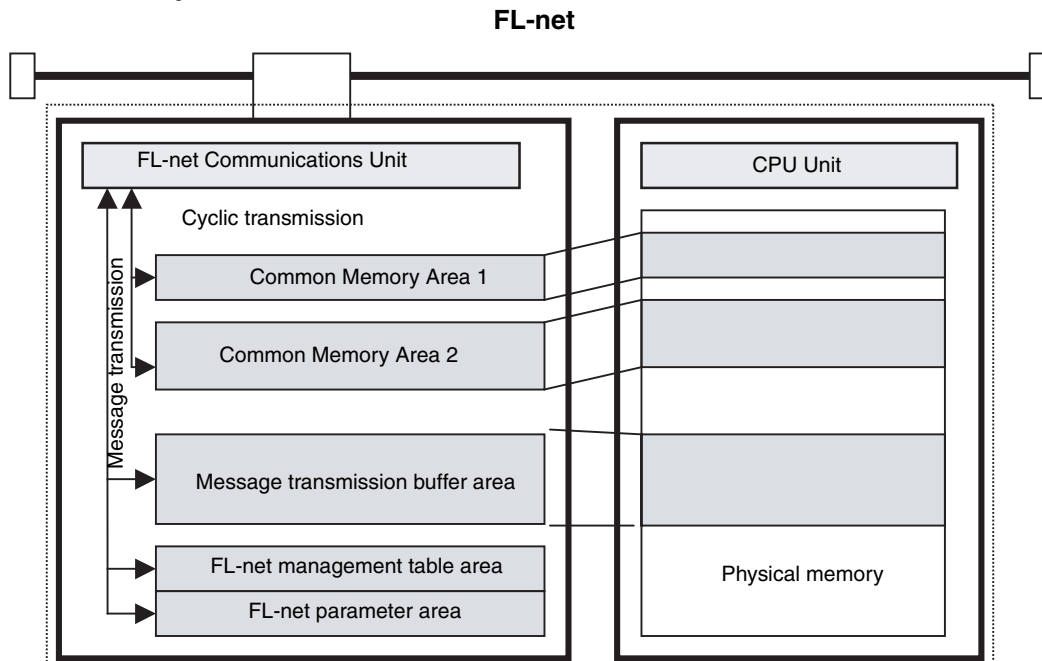 FL-net
FL-net Communications Unit
CPU Unit
Cyclic transmission
Message transmission
Common Memory Area 1
Common Memory Area 2
Message transmission buffer area
FL-net management table area
FL-net parameter area
Physical memory